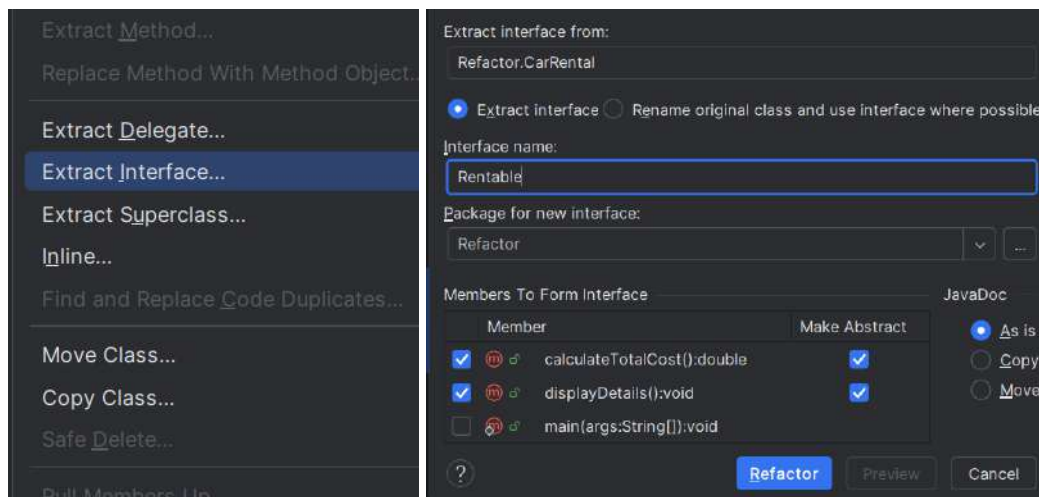 Extract Method...
Replace Method With Method Object..
Extract Delegate...
Extract Interface...
Extract Superclass...
Inline...
Find and Replace Code Duplicates...
Move Class...
Copy Class...
Safe Delete...
Pull Members Up
Extract interface from:
Refactor.CarRental
Extract interface Rename original class and use interface where possible
Interface name:
Rentable
Package for new interface:
Refactor
...
Members To Form Interface JavaDoc
Member Make Abstract
As is
calculateTotalCost():double
Copy
displayDetails():void
Move
main(args:String[]):void
? Refactor Preview Cancel